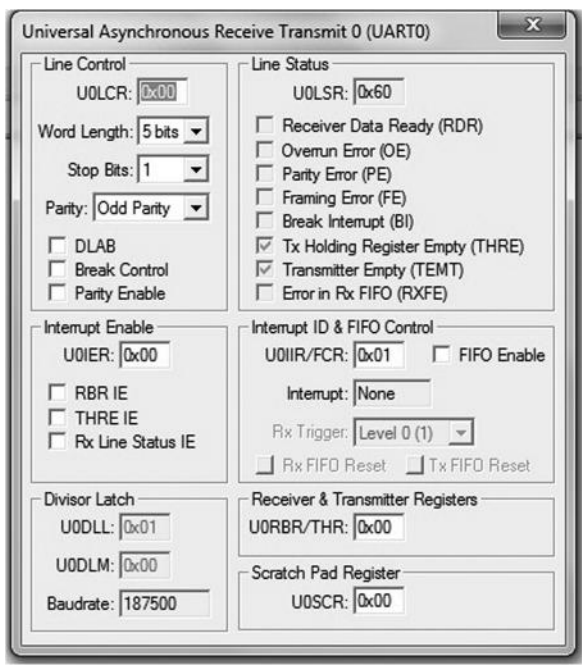 Universal Asynchronous Receive Transmit 0 (UART0)
Line Control
U0LCR: 0x00
Word Length: 5 bits
Stop Bits: 1
Parity: Odd Parity
DLAB
Break Control
Parity Enable
Line Status
U0LSR: 0x60
Receiver Data Ready (RDR)
Overrun Error (OE)
Parity Error (PE)
Framing Error (FE)
Break Interrupt (BI)
Tx Holding Register Empty (THRE)
Transmitter Empty (TEMT)
Error in Rx FIFO (RXFE)
Interrupt Enable
U0IER: 0x00
RBR IE
THRE IE
Rx Line Status IE
Interrupt ID & FIFO Control
U0IIR/FCR: 0x01 FIFO Enable
Interrupt: None
Rx Trigger: Level 0 (1)
Rx FIFO Reset Tx FIFO Reset
Divisor Latch
U0DLL: 0x01
U0DLM: 0x00
Baudrate: 187500
Receiver & Transmitter Registers
U0RBR/THR: 0x00
Scratch Pad Register
U0SCR: 0x00